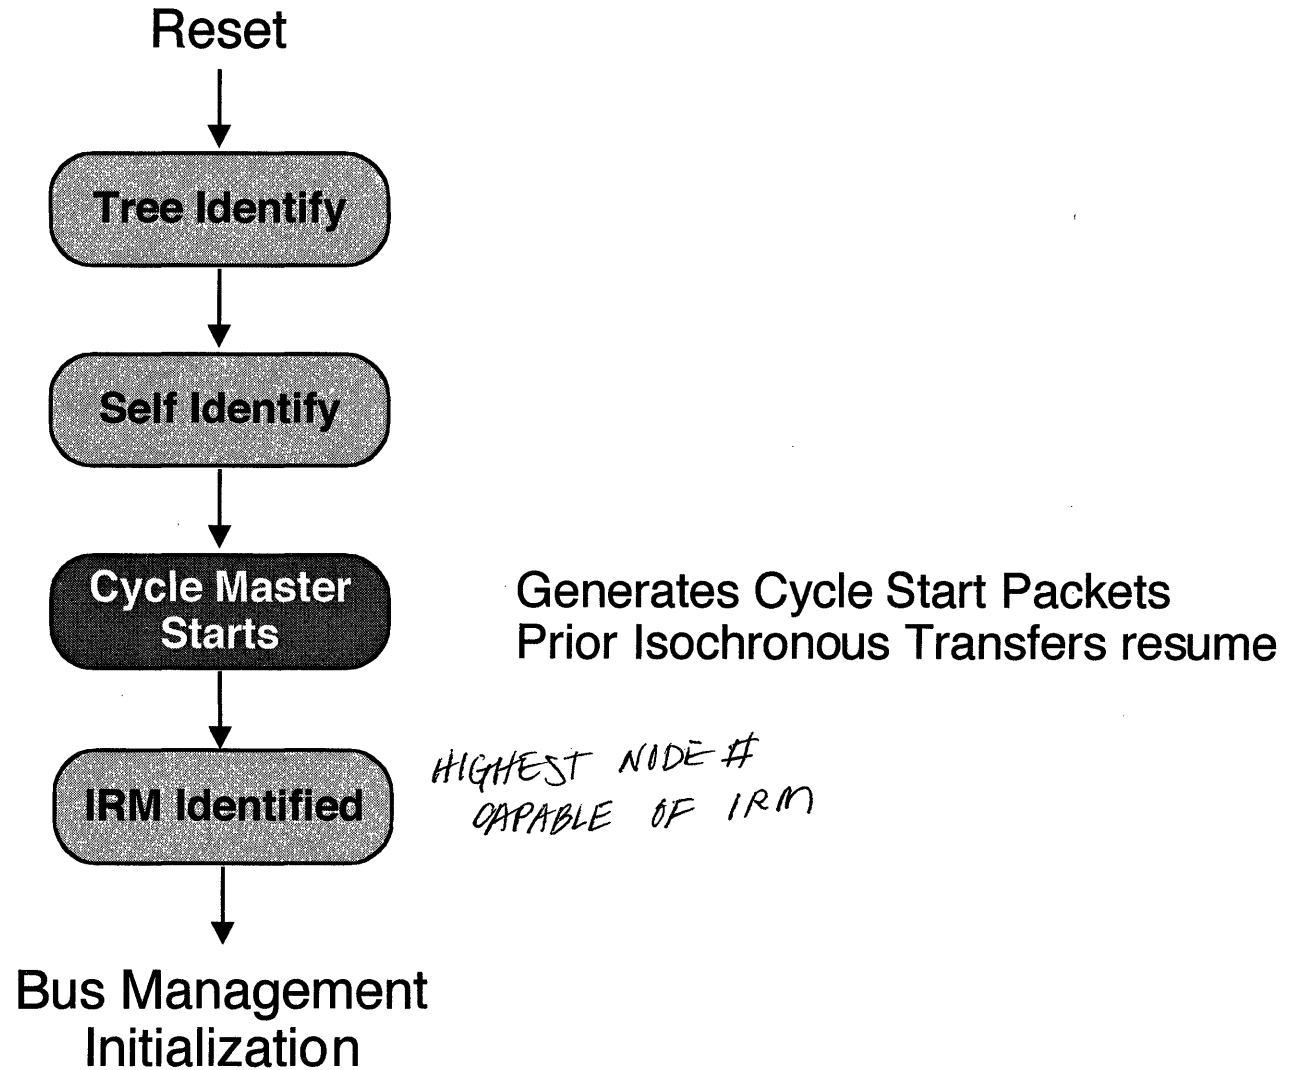 Reset
Tree Identify
Self Identify
Cycle Master
Starts
Generates Cycle Start Packets
Prior Isochronous Transfers resume
IRM Identified
HIGHEST NODE #
CAPABLE OF IRM
Bus Management
Initialization